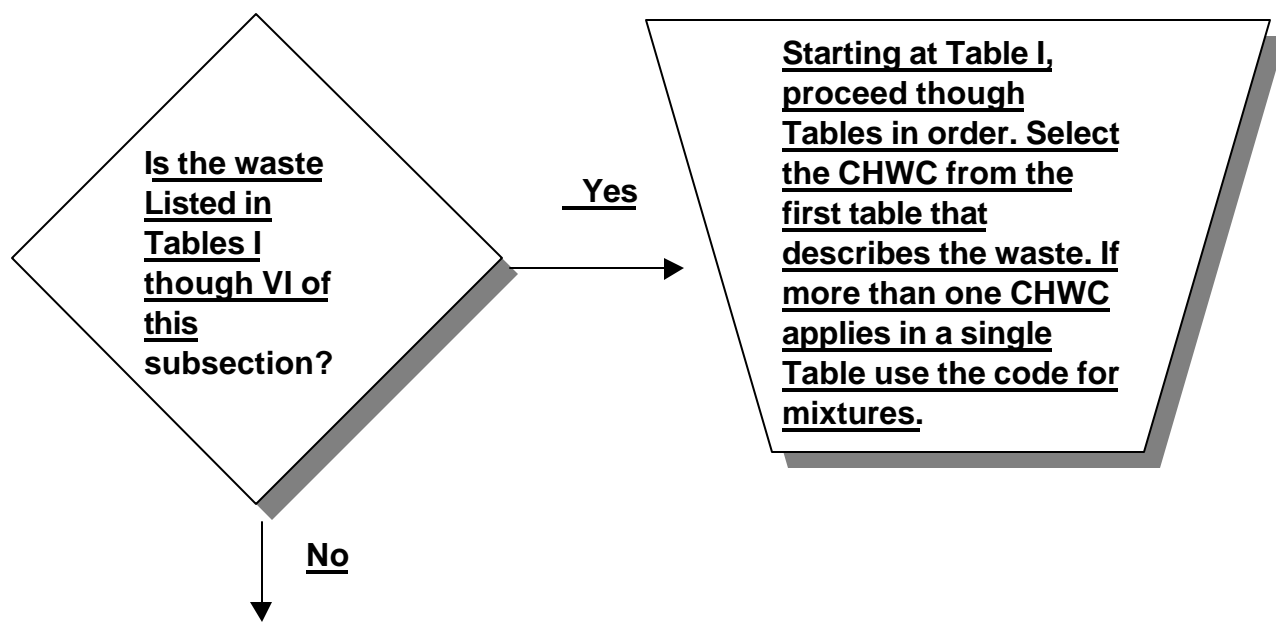 Is the waste
Listed in
Tables I
though VI of
this
subsection?
Yes
Starting at Table I,
proceed though
Tables in order. Select
the CHWC from the
first table that
describes the waste. If
more than one CHWC
applies in a single
Table use the code for
mixtures.
No